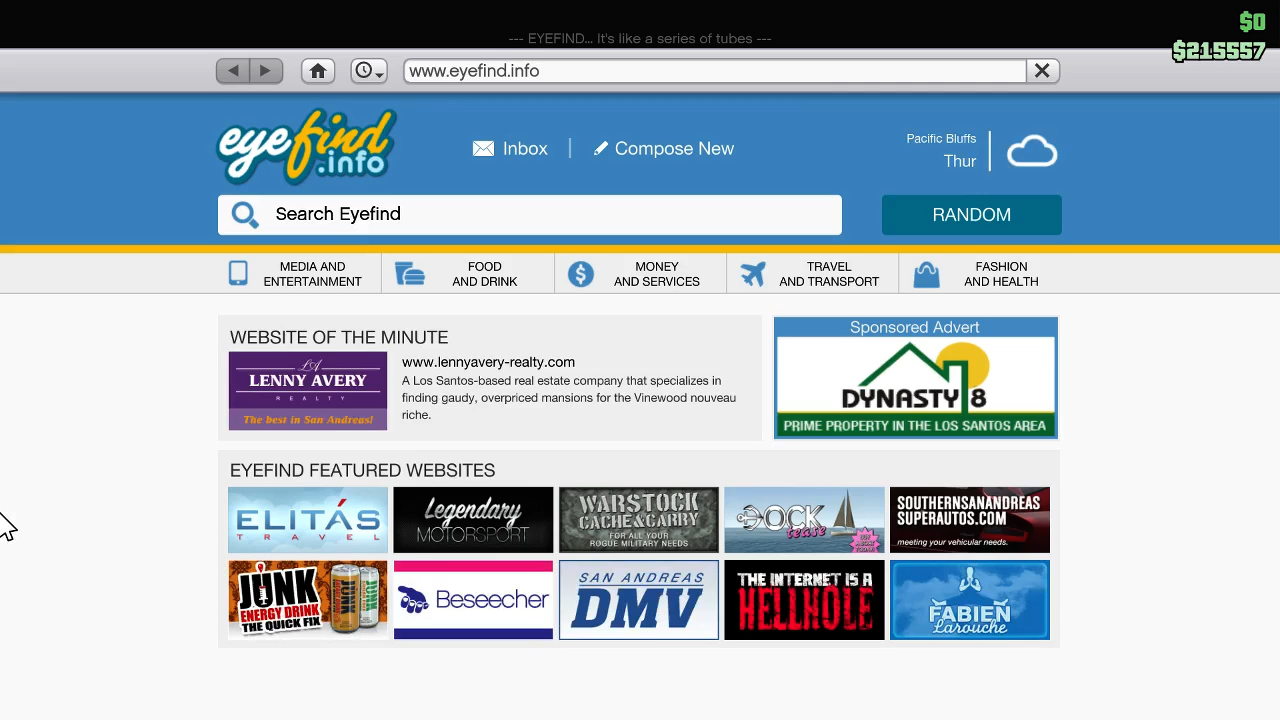 $0
--- EYEFIND... It's like a series of tubes ---
$215557
www.eyefind.info
eyefind
.info
Inbox
Compose New
Pacific Bluffs
Thur
Search Eyefind
RANDOM
MEDIA AND
ENTERTAINMENT
FOOD
AND DRINK
MONEY
AND SERVICES
TRAVEL
AND TRANSPORT
FASHION
AND HEALTH
WEBSITE OF THE MINUTE
LA
LENNY AVERY
REALTY
The best in San Andreas!
www.lennyavery-realty.com
A Los Santos-based real estate company that specializes in
finding gaudy, overpriced mansions for the Vinewood nouveau
riche.
Sponsored Advert
DYNASTY 8
PRIME PROPERTY IN THE LOS SANTOS AREA
EYEFIND FEATURED WEBSITES
ELITÁS
TRAVEL
Legendary
MOTORSPORT
WARSTOCK
CACHE & CARRY
FOR ALL YOUR
ROGUE MILITARY NEEDS
DOCK
tease
SOUTHERNSANANDREAS
SUPERAUTOS.COM
meeting your vehicular needs.
JUNK
ENERGY DRINK
THE QUICK FIX
Beseecher
SAN ANDREAS
DMV
THE INTERNET IS A
HELLHOLE
FABIEN
Larouche